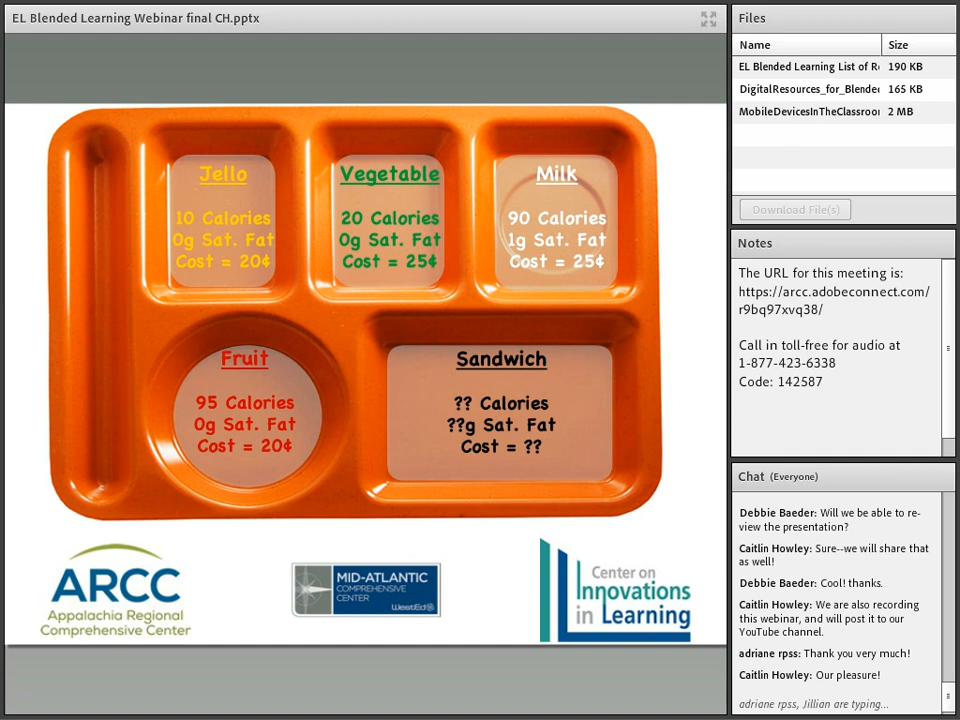 EL Blended Learning Webinar final CH.pptx
Jello
10 Calories
0g Sat. Fat
Cost = 20¢
Vegetable
20 Calories
0g Sat. Fat
Cost = 25¢
Milk
90 Calories
1g Sat. Fat
Cost = 25¢
Fruit
95 Calories
0g Sat. Fat
Cost = 20¢
Sandwich
?? Calories
??g Sat. Fat
Cost = ??
ARCC
Appalachia Regional
Comprehensive Center
MID-ATLANTIC
COMPREHENSIVE
CENTER
WestEd
Center on
Innovations
in Learning
Files
Name Size
EL Blended Learning List of 190 KB
DigitalResources_for_Blended 165 KB
MobileDevicesInTheClassroo 2 MB
Download File(s)
Notes
The URL for this meeting is:
https://arcc.adobeconnect.com/
r9bq97xvq38/
Call in toll-free for audio at
1-877-423-6338
Code: 142587
Chat (Everyone)
Debbie Baeder: Will we be able to re-
view the presentation?
Caitlin Howley: Sure--we will share that
as well!
Debbie Baeder: Cool! thanks.
Caitlin Howley: We are also recording
this webinar, and will post it to our
YouTube channel.
adriane rpss: Thank you very much!
Caitlin Howley: Our pleasure!
adriane rpss, Jillian are typing...